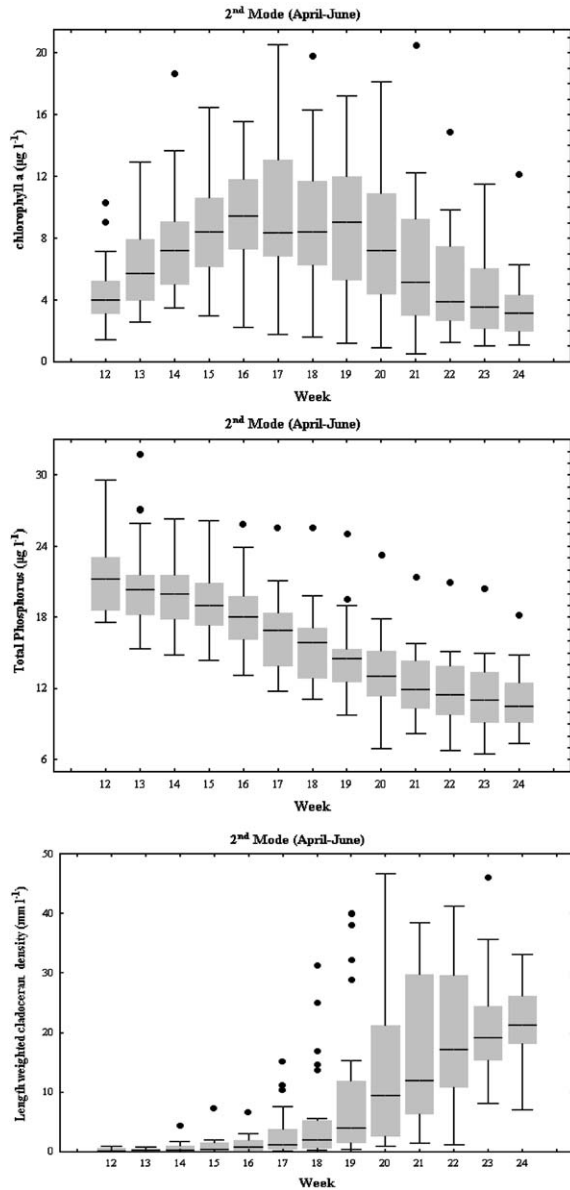 2nd Mode (April-June)
chlorophyll a (µg l-1)
20
16
12
8
4
0
12 13 14 15 16 17 18 19 20 21 22 23 24
Week
2nd Mode (April-June)
Total Phosphorus (µg l-1)
30
24
18
12
6
12 13 14 15 16 17 18 19 20 21 22 23 24
Week
2nd Mode (April-June)
Length weighted cladoceran density (mm l-1)
50
40
30
20
10
0
12 13 14 15 16 17 18 19 20 21 22 23 24
Week